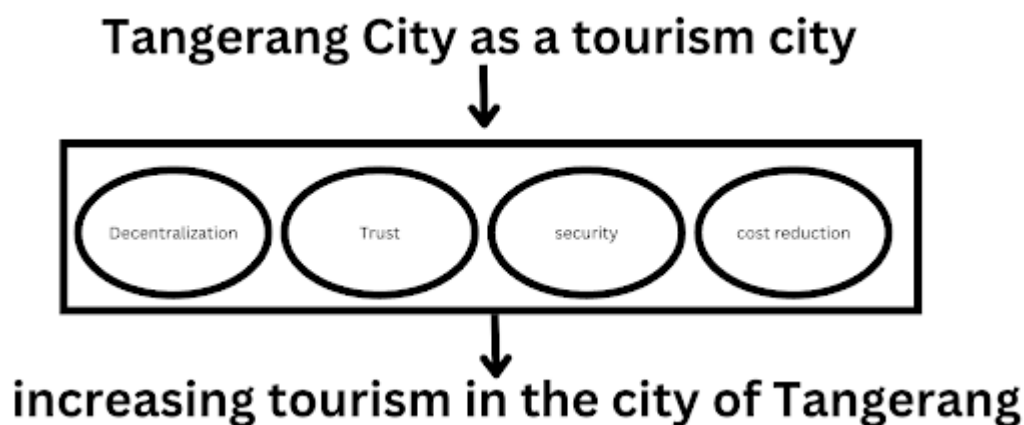 Tangerang City as a tourism city
Decentralization
Trust
security
cost reduction
increasing tourism in the city of Tangerang